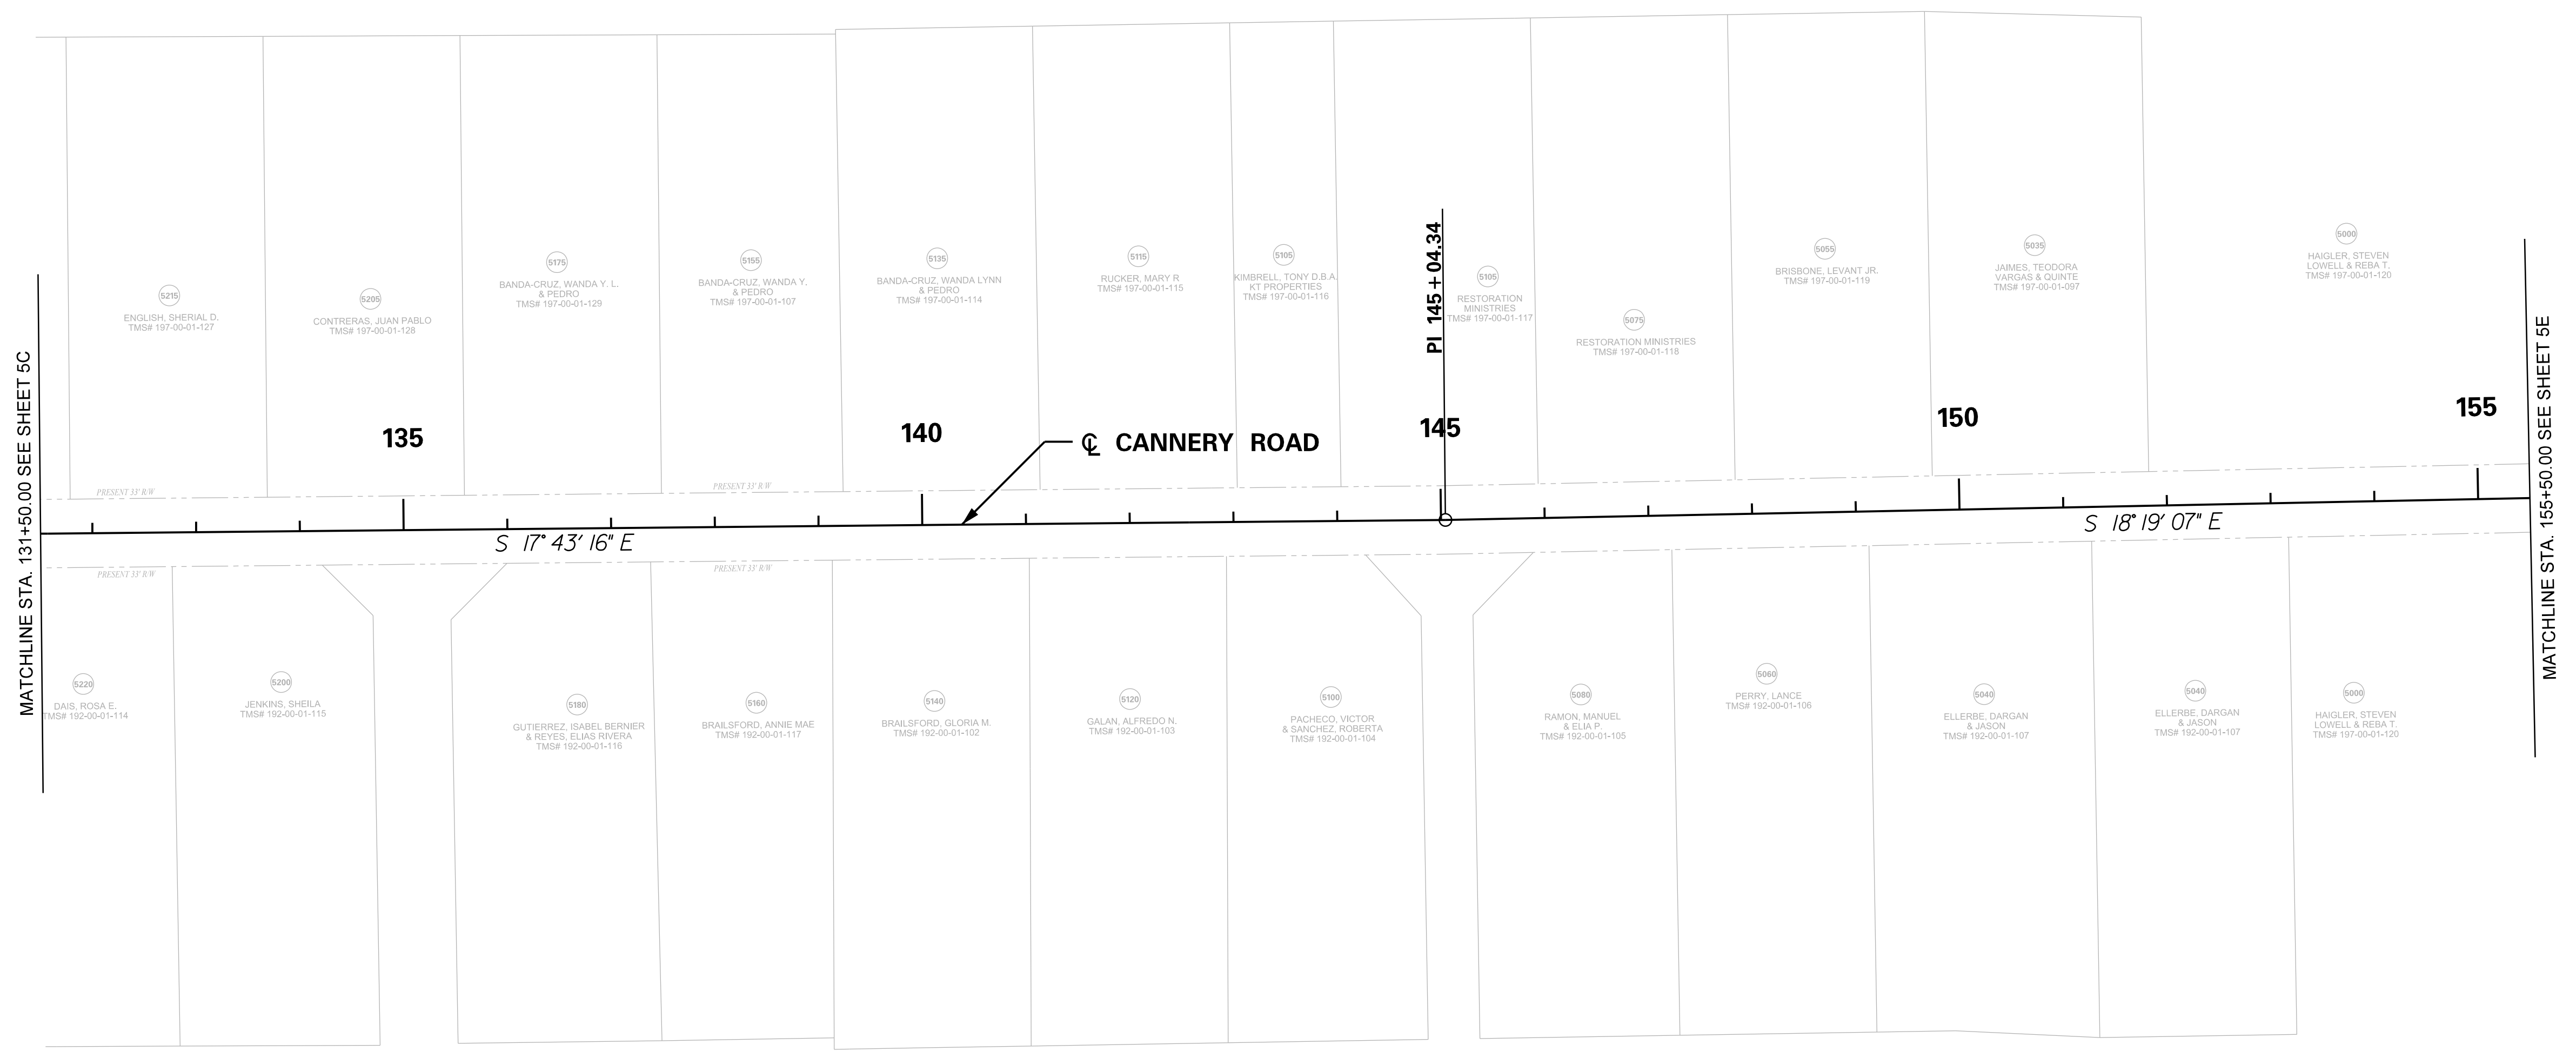 MATCHLINE STA. 131+50.00 SEE SHEET 5C
5215
ENGLISH, SHERIAL D.
TMS# 197-00-01-127
5205
CONTRERAS, JUAN PABLO
TMS# 197-00-01-128
5175
BANDA-CRUZ, WANDA Y. L.
& PEDRO
TMS# 197-00-01-129
5155
BANDA-CRUZ, WANDA Y.
& PEDRO
TMS# 197-00-01-107
5135
BANDA-CRUZ, WANDA LYNN
& PEDRO
TMS# 197-00-01-114
5115
RUCKER, MARY R
TMS# 197-00-01-115
5105
KIMBRELL, TONY D.B.A.
KT PROPERTIES
TMS# 197-00-01-116
PI 145+04.34
5105
RESTORATION
MINISTRIES
TMS# 197-00-01-117
5075
RESTORATION MINISTRIES
TMS# 197-00-01-118
5055
BRISBONE, LEVANT JR.
TMS# 197-00-01-119
5035
JAIMES, TEODORA
VARGAS & QUINTE
TMS# 197-00-01-097
5000
HAIGLER, STEVEN
LOWELL & REBA T.
TMS# 197-00-01-120
135
140
145
150
155
℄ CANNERY ROAD
PRESENT 33' R/W
PRESENT 33' R/W
S 17° 43' 16" E
S 18° 19' 07" E
PRESENT 33' R/W
PRESENT 33' R/W
5220
DAIS, ROSA E.
TMS# 192-00-01-114
5200
JENKINS, SHEILA
TMS# 192-00-01-115
5180
GUTIERREZ, ISABEL BERNIER
& REYES, ELIAS RIVERA
TMS# 192-00-01-116
5160
BRAILSFORD, ANNIE MAE
TMS# 192-00-01-117
5140
BRAILSFORD, GLORIA M.
TMS# 192-00-01-102
5120
GALAN, ALFREDO N.
TMS# 192-00-01-103
5100
PACHECO, VICTOR
& SANCHEZ, ROBERTA
TMS# 192-00-01-104
5080
RAMON, MANUEL
& ELIA P.
TMS# 192-00-01-105
5060
PERRY, LANCE
TMS# 192-00-01-106
5040
ELLERBE, DARGAN
& JASON
TMS# 192-00-01-107
5040
ELLERBE, DARGAN
& JASON
TMS# 192-00-01-107
5000
HAIGLER, STEVEN
LOWELL & REBA T.
TMS# 197-00-01-120
MATCHLINE STA. 155+50.00 SEE SHEET 5E